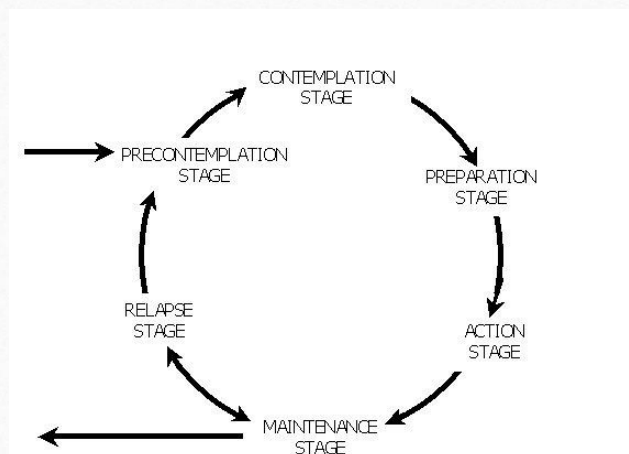 CONTEMPLATION
STAGE
PRECONTEMPLATION
STAGE
PREPARATION
STAGE
RELAPSE
STAGE
ACTION
STAGE
MAINTENANCE
STAGE